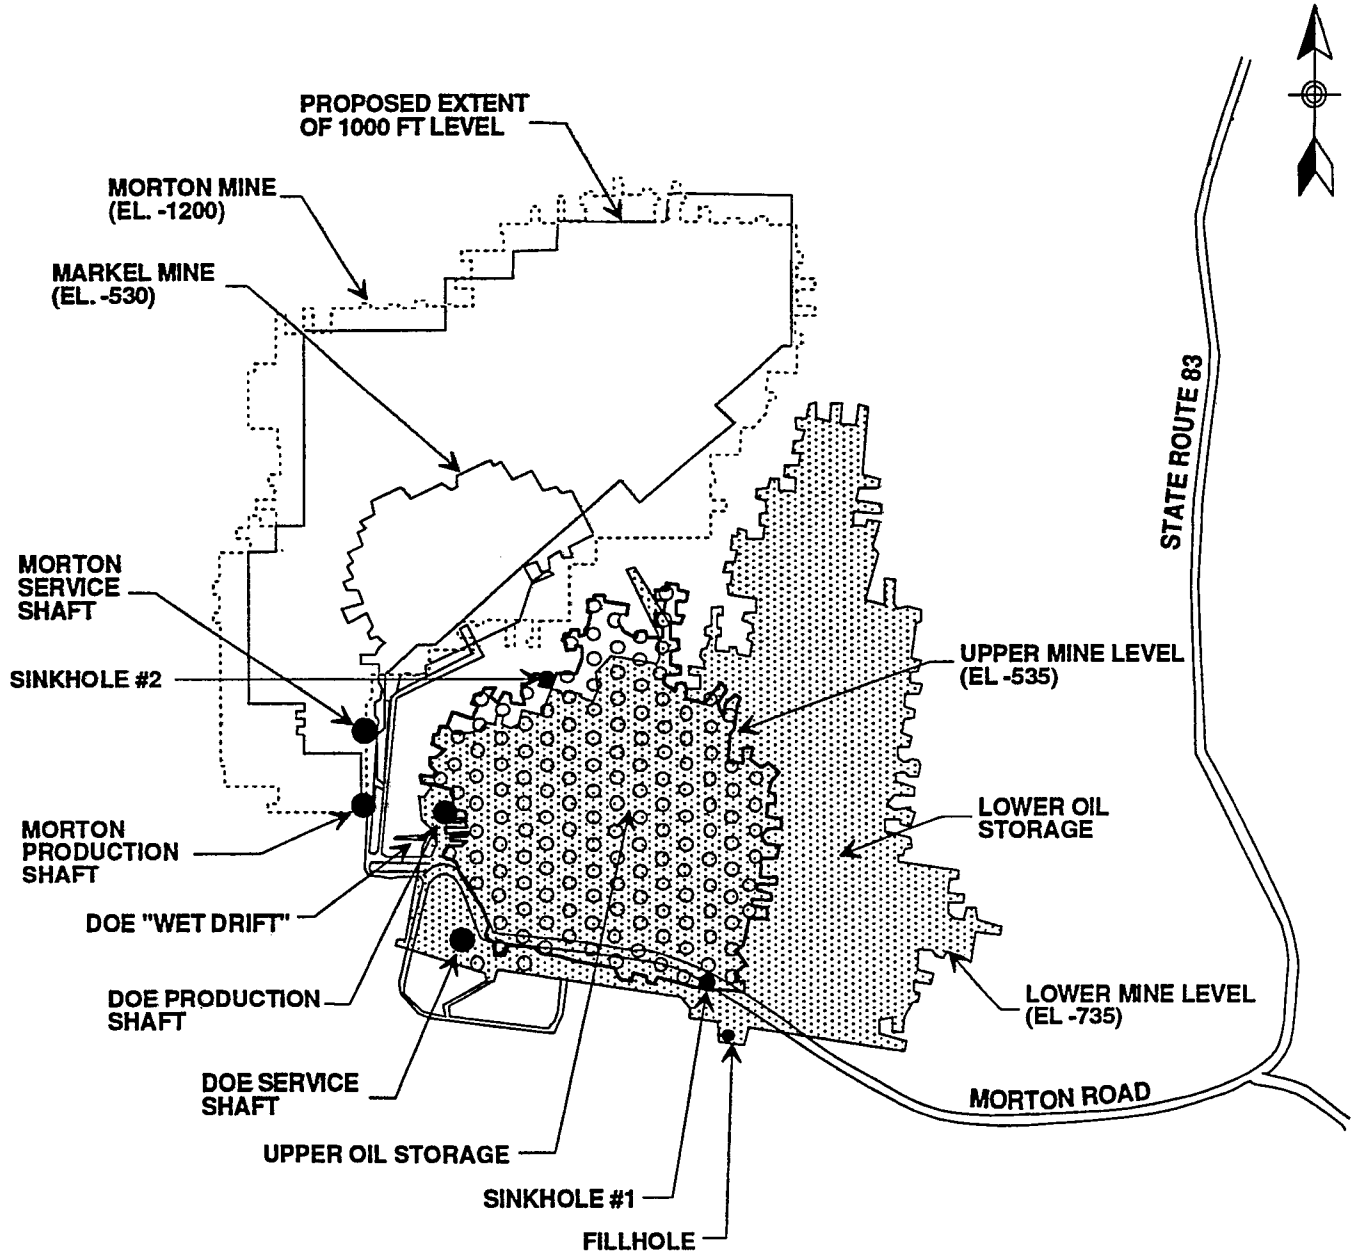 PROPOSED EXTENT
OF 1000 FT LEVEL
MORTON MINE
(EL. -1200)
MARKEL MINE
(EL. -530)
STATE ROUTE 83
MORTON
SERVICE
SHAFT
SINKHOLE #2
UPPER MINE LEVEL
(EL -535)
LOWER OIL
STORAGE
MORTON
PRODUCTION
SHAFT
DOE "WET DRIFT"
DOE PRODUCTION
SHAFT
LOWER MINE LEVEL
(EL -735)
DOE SERVICE
SHAFT
MORTON ROAD
UPPER OIL STORAGE
SINKHOLE #1
FILLHOLE